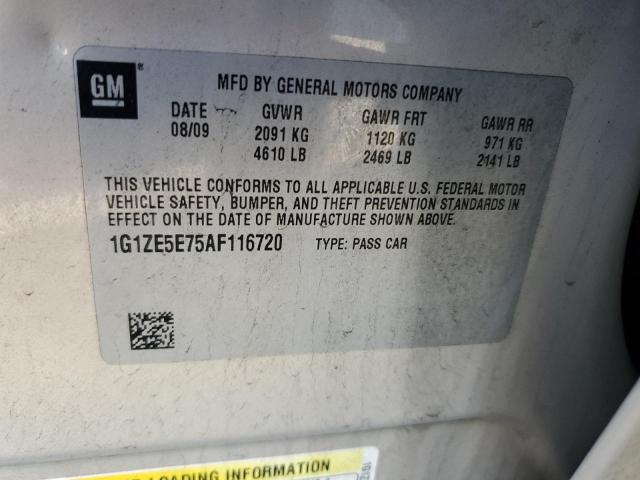 GM
MFD BY GENERAL MOTORS COMPANY
DATE GVWR GAWR FRT GAWR RR
08/09 2091 KG 1120 KG 971 KG
4610 LB 2469 LB 2141 LB
THIS VEHICLE CONFORMS TO ALL APPLICABLE U.S. FEDERAL MOTOR
VEHICLE SAFETY, BUMPER, AND THEFT PREVENTION STANDARDS IN
EFFECT ON THE DATE OF MANUFACTURE SHOWN ABOVE.
1G1ZE5E75AF116720 TYPE: PASS CAR
LOADING INFORMATION